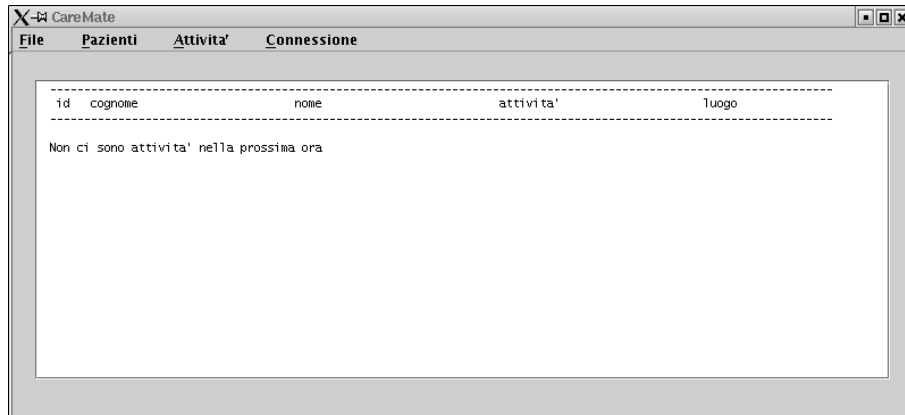 CareMate
File Pazienti Attivita' Connessione
--------------------------------------------------------------------------------------
id cognome nome attivita' luogo
--------------------------------------------------------------------------------------
Non ci sono attivita' nella prossima ora